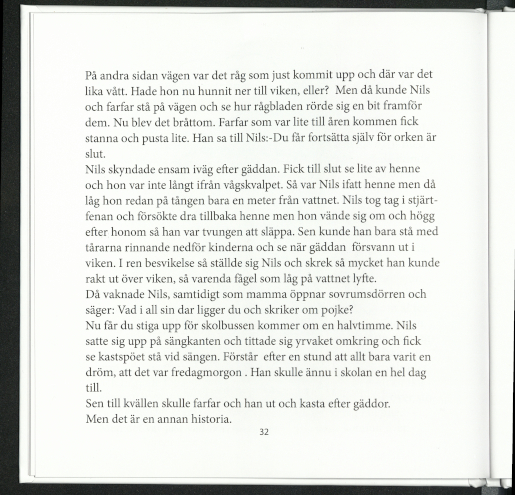 På andra sidan vägen var det råg som just kommit upp och där var det
lika vått. Hade hon nu hunnit ner till viken, eller?  Men då kunde Nils
och farfar stå på vägen och se hur rågbladen rörde sig en bit framför
dem. Nu blev det bråttom. Farfar som var lite till åren kommen fick
stanna och pusta lite. Han sa till Nils:-Du får fortsätta själv för orken är
slut.
Nils skyndade ensam iväg efter gäddan. Fick till slut se lite av henne
och hon var inte långt ifrån vågskvalpet. Så var Nils ifatt henne men då
låg hon redan på tången bara en meter från vattnet. Nils tog tag i stjärt-
fenan och försökte dra tillbaka henne men hon vände sig om och högg
efter honom så han var tvungen att släppa. Sen kunde han bara stå med
tårarna rinnande nedför kinderna och se när gäddan  försvann ut i
viken. I ren besvikelse så ställde sig Nils och skrek så mycket han kunde
rakt ut över viken, så varenda fågel som låg på vattnet lyfte.
Då vaknade Nils, samtidigt som mamma öppnar sovrumsdörren och
säger: Vad i all sin dar ligger du och skriker om pojke?
Nu får du stiga upp för skolbussen kommer om en halvtimme. Nils
satte sig upp på sängkanten och tittade sig yrvaket omkring och fick
se kastspöet stå vid sängen. Förstår  efter en stund att allt bara varit en
dröm, att det var fredagmorgon . Han skulle ännu i skolan en hel dag
till.
Sen till kvällen skulle farfar och han ut och kasta efter gäddor.
Men det är en annan historia.
32